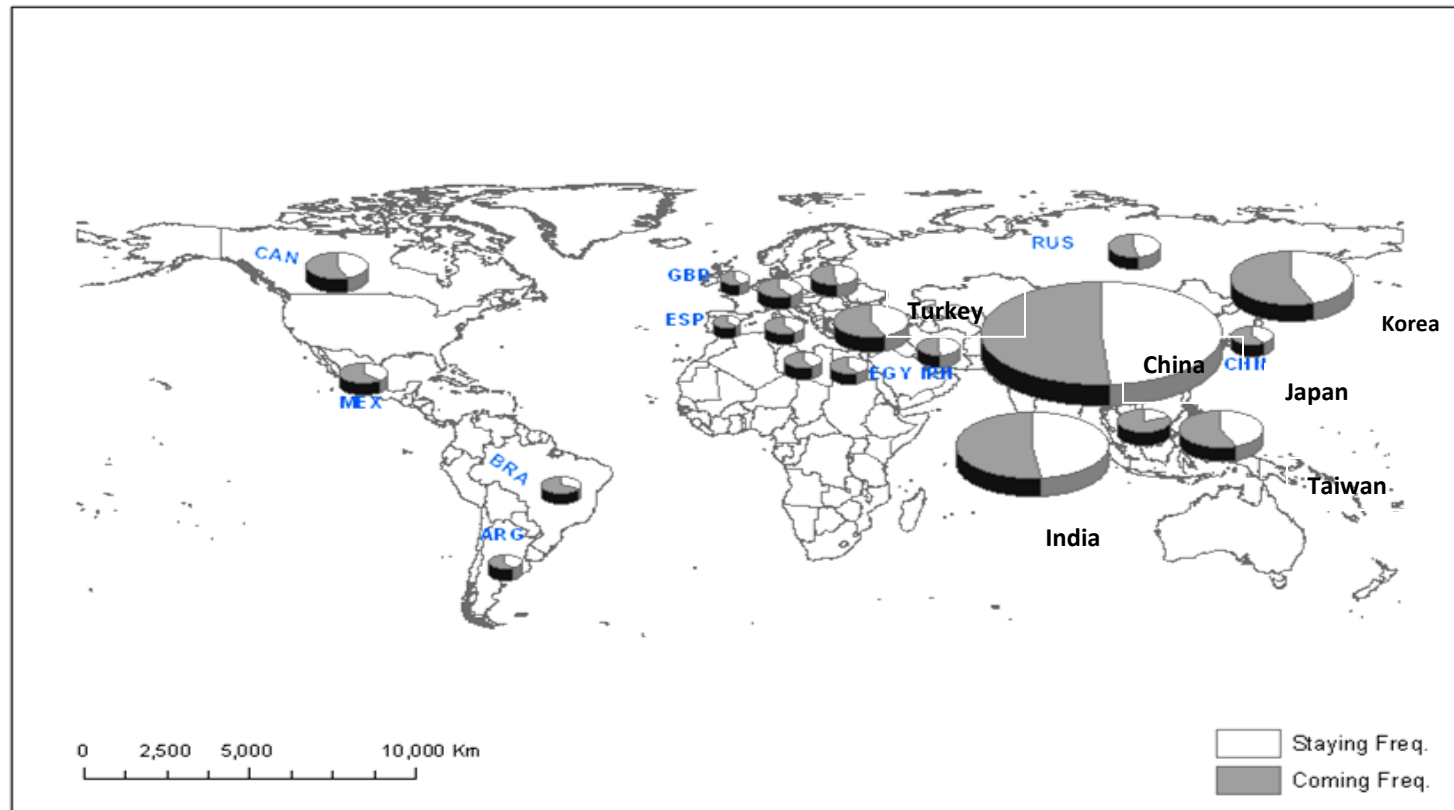 CAN
RUS
GBR
ESP
Turkey
Korea
China
CHIN
EGY IRN
Japan
MEX
BRA
Taiwan
India
ARG
0 2,500 5,000 10,000 Km
Staying Freq.
Coming Freq.